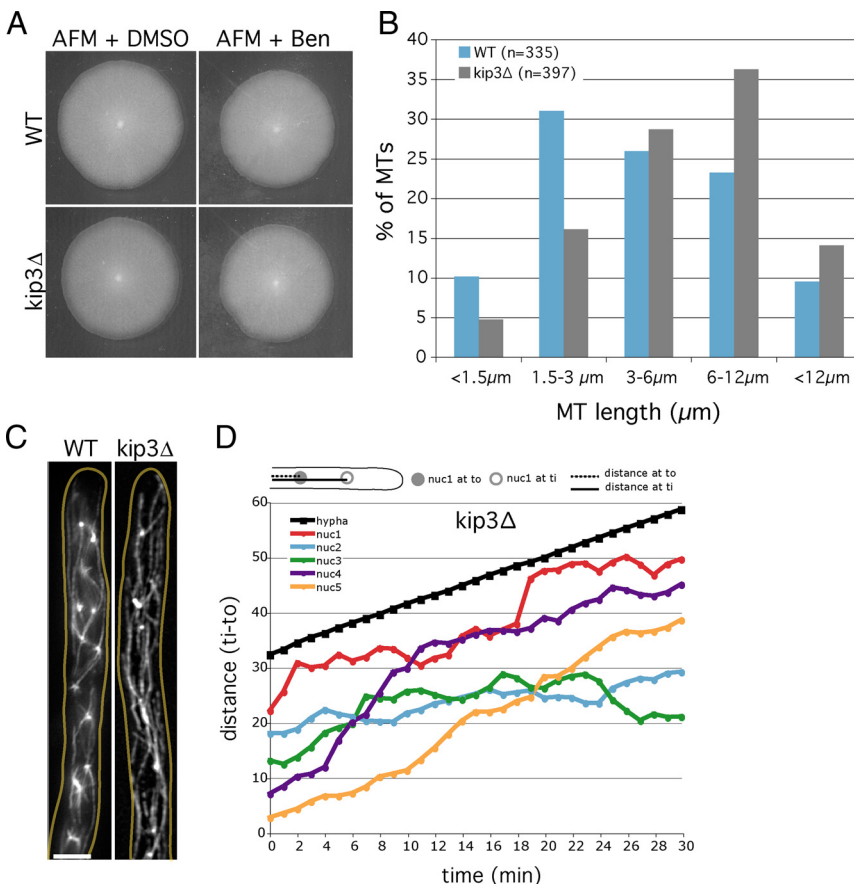 A
AFM + DMSO
AFM + Ben
WT
kip3Δ
B
WT (n=335)
kip3Δ (n=397)
40
35
30
25
20
15
10
5
0
% of MTs
<1.5µm
1.5-3 µm
3-6µm
6-12µm
<12µm
MT length (µm)
C
WT
kip3Δ
D
nuc1 at to
nuc1 at ti
distance at to
distance at ti
kip3Δ
hypha
nuc1
nuc2
nuc3
nuc4
nuc5
60
50
40
30
20
10
0
distance (ti-to)
0 2 4 6 8 10 12 14 16 18 20 22 24 26 28 30
time (min)